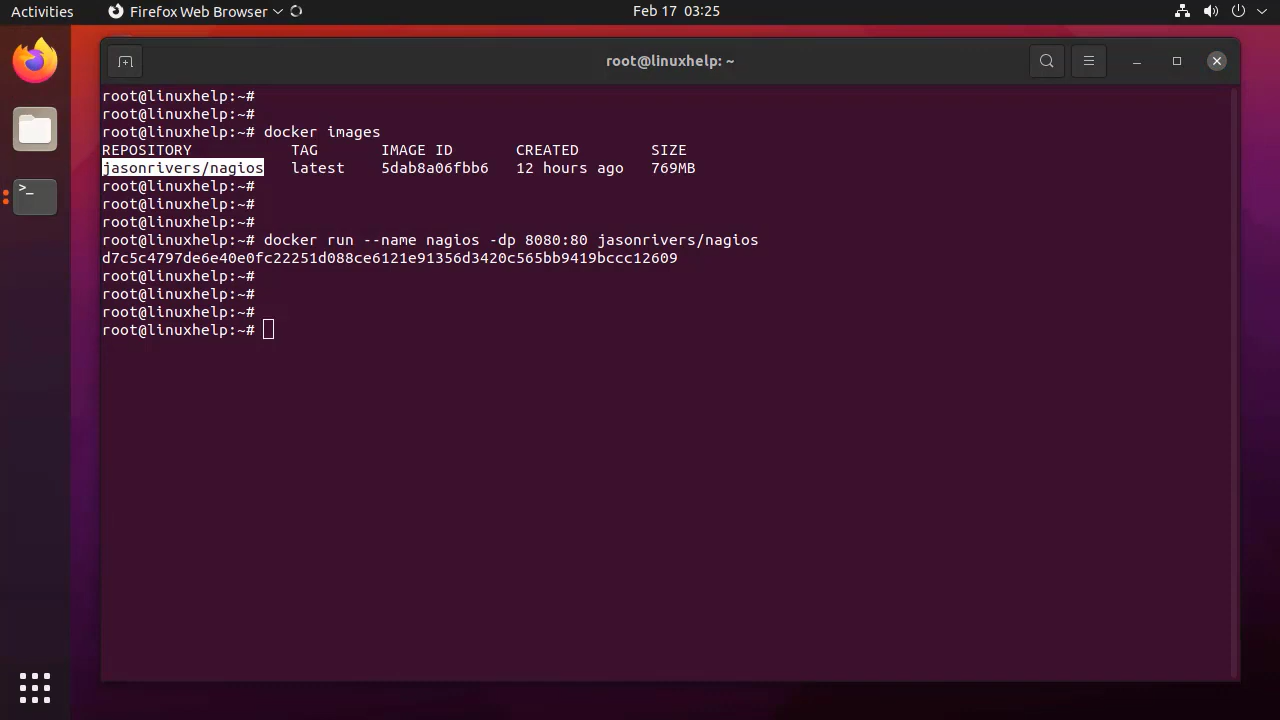 Activities Firefox Web Browser Feb 17 03:25
root@linuxhelp: ~
root@linuxhelp:~#
root@linuxhelp:~#
root@linuxhelp:~# docker images
REPOSITORY TAG IMAGE ID CREATED SIZE
jasonrivers/nagios latest 5dab8a06fbb6 12 hours ago 769MB
root@linuxhelp:~#
root@linuxhelp:~#
root@linuxhelp:~#
root@linuxhelp:~# docker run --name nagios -dp 8080:80 jasonrivers/nagios
d7c5c4797de6e40e0fc22251d088ce6121e91356d3420c565bb9419bccc12609
root@linuxhelp:~#
root@linuxhelp:~#
root@linuxhelp:~#
root@linuxhelp:~#